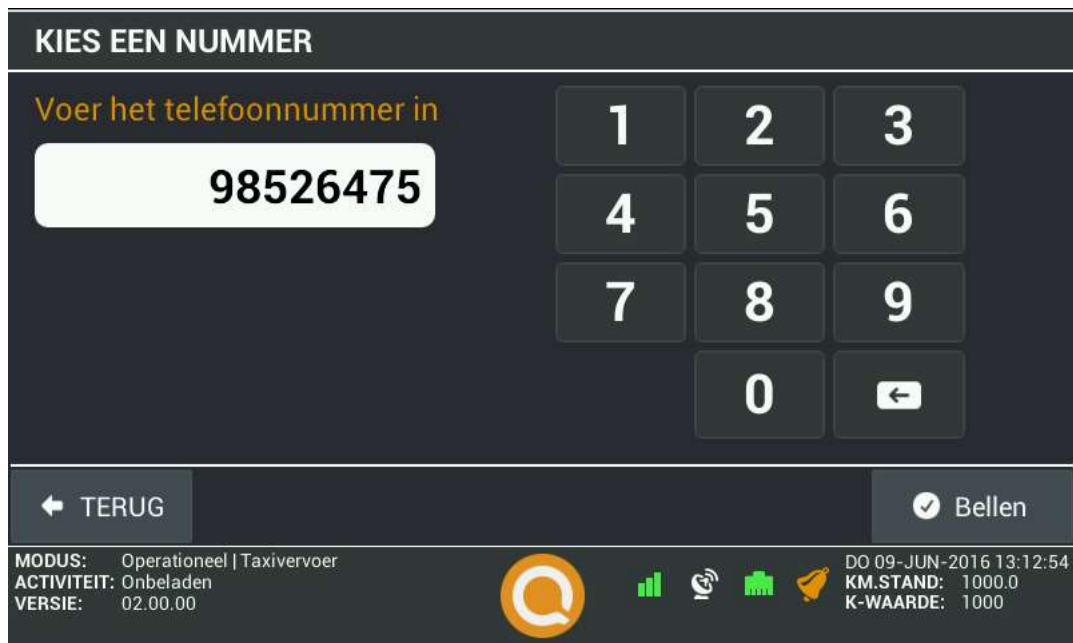 KIES EEN NUMMER
Voer het telefoonnummer in
98526475
1 2 3
4 5 6
7 8 9
0
TERUG
Bellen
MODUS: Operationeel | Taxivervoer
ACTIVITEIT: Onbeladen
VERSIE: 02.00.00
DO 09-JUN-2016 13:12:54
KM.STAND: 1000.0
K-WAARDE: 1000